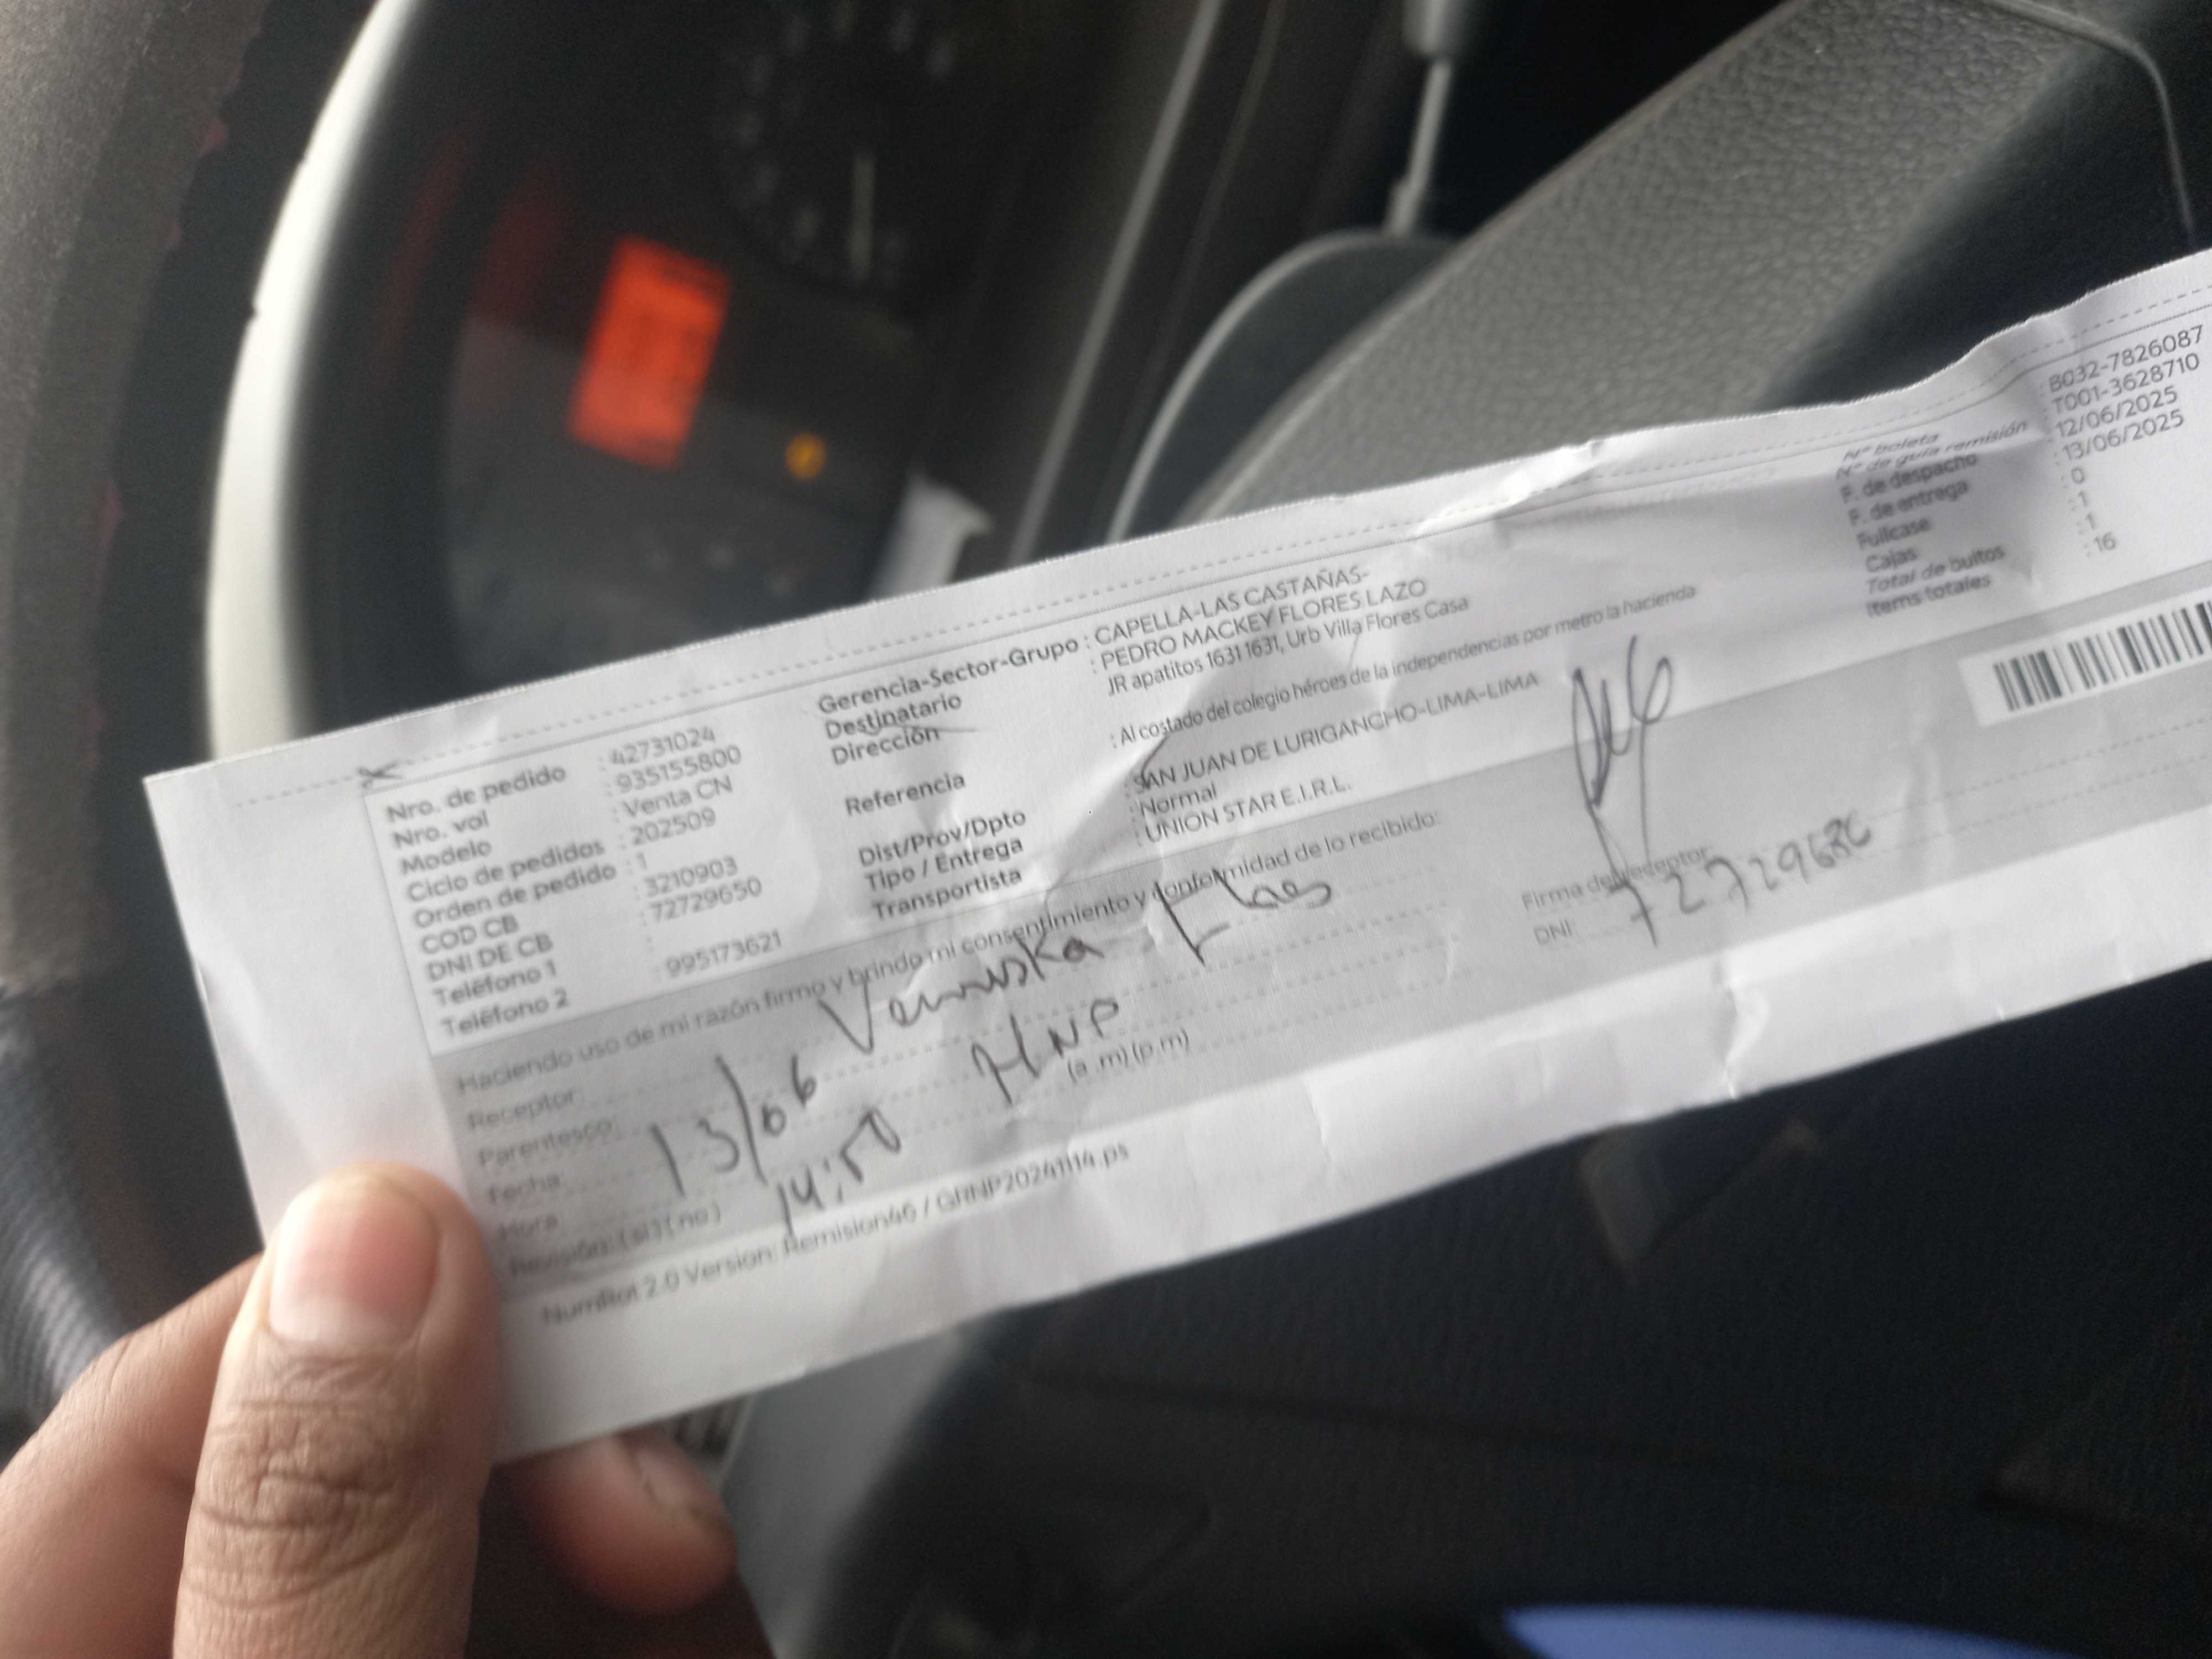 Nro. de pedido : 42731024
Nro. vol : 935155800
Modelo : Venta CN
Ciclo de pedidos : 202509
Orden de pedido : 1
COD CB : 3210903
DNI DE CB : 72729650
Teléfono 1 :
Teléfono 2 : 995173621
Gerencia-Sector-Grupo : CAPELLA-LAS CASTAÑAS-
Destinatario : PEDRO MACKEY FLORES LAZO
Dirección JR apatitos 1631 1631, Urb Villa Flores Casa
Referencia : Al costado del colegio héroes de la independencias por metro la hacienda
Dist/Prov/Dpto : SAN JUAN DE LURIGANCHO-LIMA-LIMA
Tipo / Entrega : Normal
Transportista : UNION STAR E.I.R.L.
N° boleta : B032-7826087
N° de guía remisión : T001-3628710
F. de despacho : 12/06/2025
F. de entrega : 13/06/2025
Fullcase : 0
Cajas : 1
Total de bultos : 1
Items totales : 16
Haciendo uso de mi razón firmo y brindo mi consentimiento y conformidad de lo recibido:
Receptor:
Parentesco: HNP
Fecha 13/06
Hora 14:50 (a .m) (p.m)
Revisión: (si) (no)
Firma del receptor
DNI: 72729686
NumRot 2.0 Version: Remision46 / GRNP20241114.ps